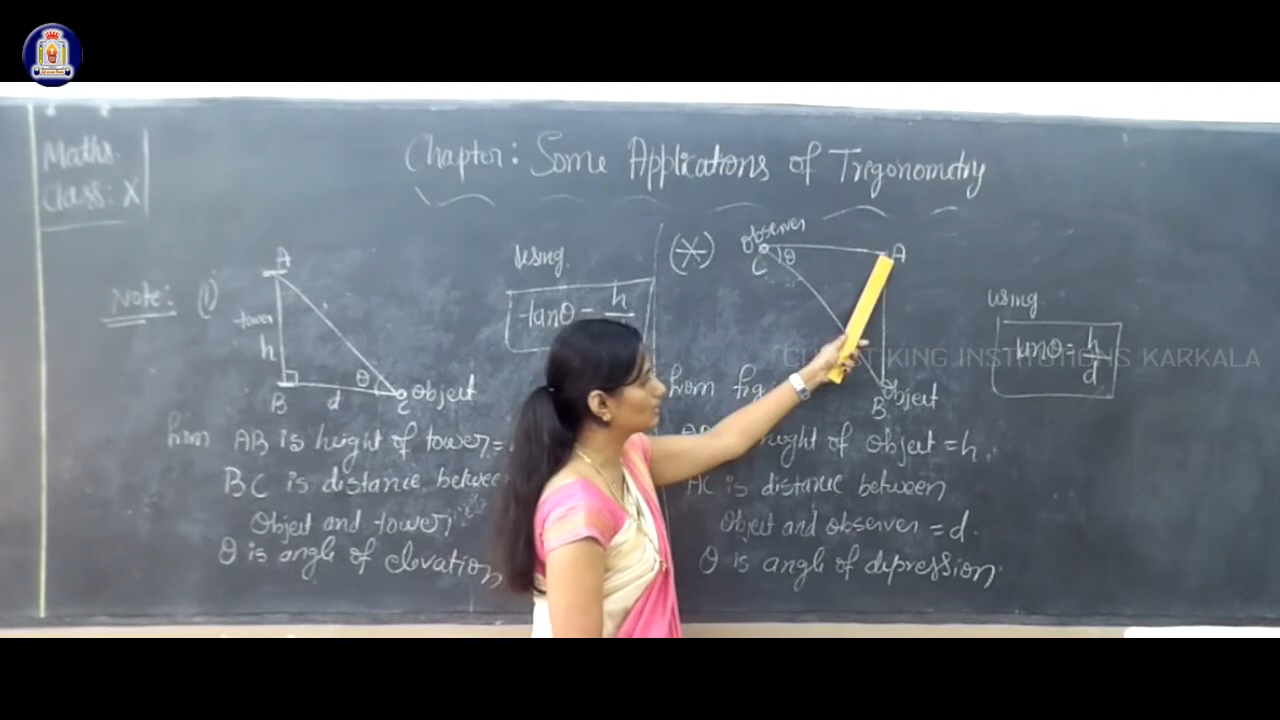 Maths.
Class: X
Chapter: Some Applications of Trigonometry
Note: (1)
A
tower
h
B
d
θ
C object
using
tanθ = h
from AB is height of tower =
BC is distance between
Object and tower
θ is angle of elevation
(*)
Observer
C
θ
A
B
Object
from fig
height of object = h.
AC is distance between
Object and observer = d.
θ is angle of depression
using
tanθ = h
d
CHRIST KING INSTITUTIONS KARKALA